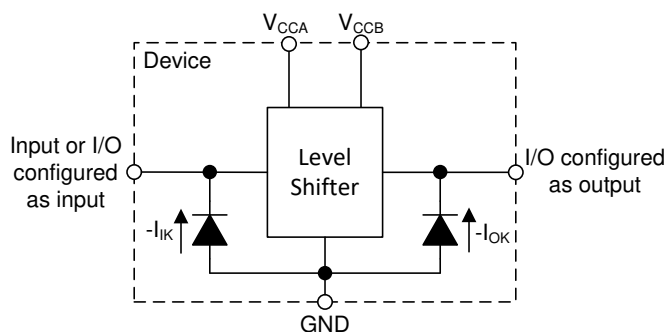 VCCA VCCB
Device
Input or I/O
configured
as input
Level
Shifter
I/O configured
as output
-IIK
-IOK
GND